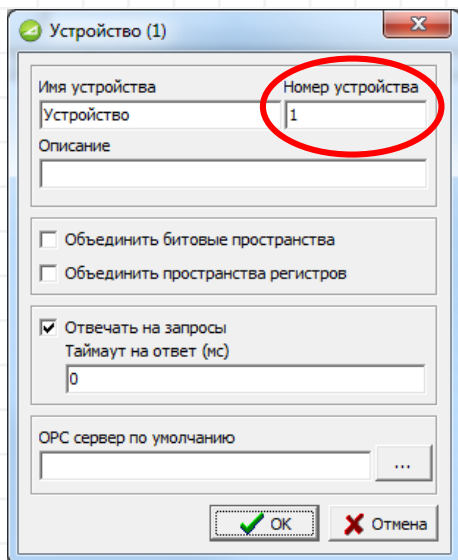 Устройство (1)
Имя устройства Номер устройства
Устройство 1
Описание
Объединить битовые пространства
Объединить пространства регистров
Отвечать на запросы
Таймаут на ответ (мс)
0
OPC сервер по умолчанию
...
OK Отмена